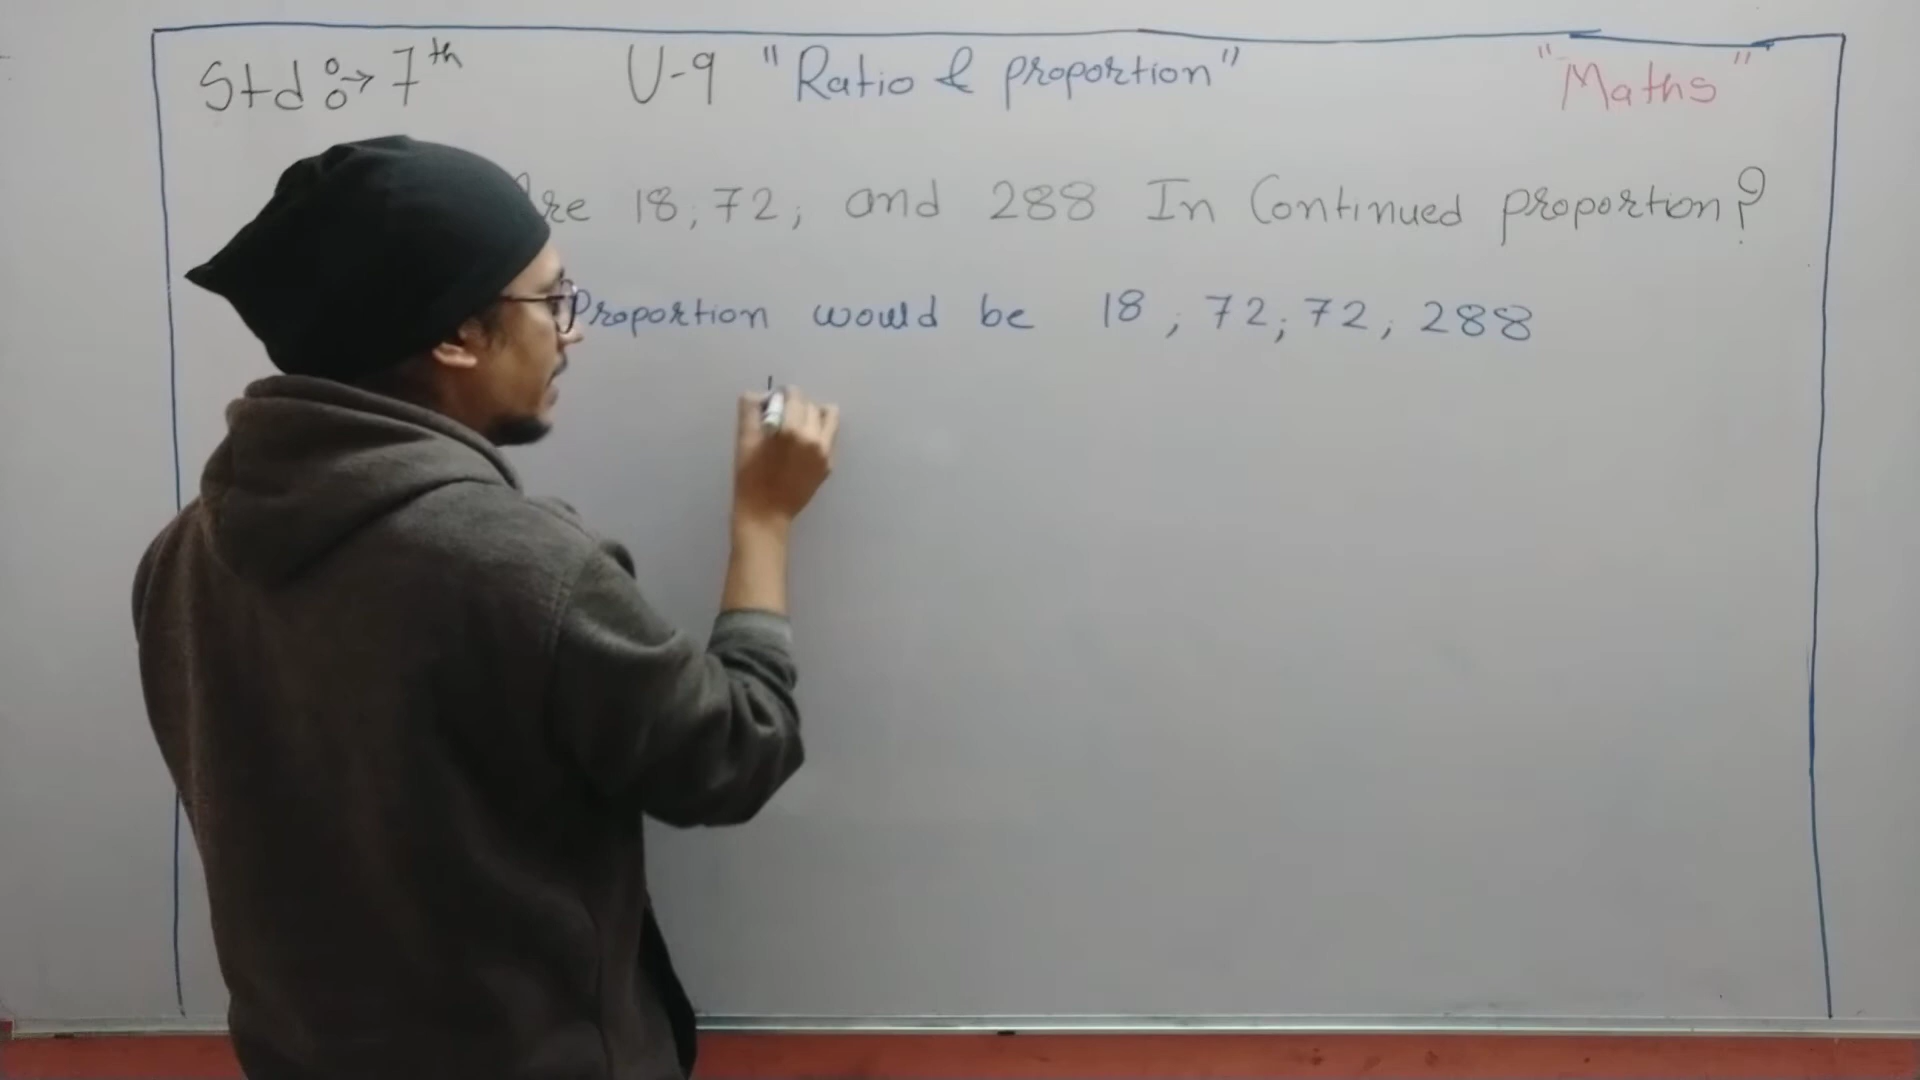 Std : → 7th U-9 "Ratio & proportion" "Maths"
Are 18, 72, and 288 In Continued proportion?
Proportion would be 18, 72, 72, 288